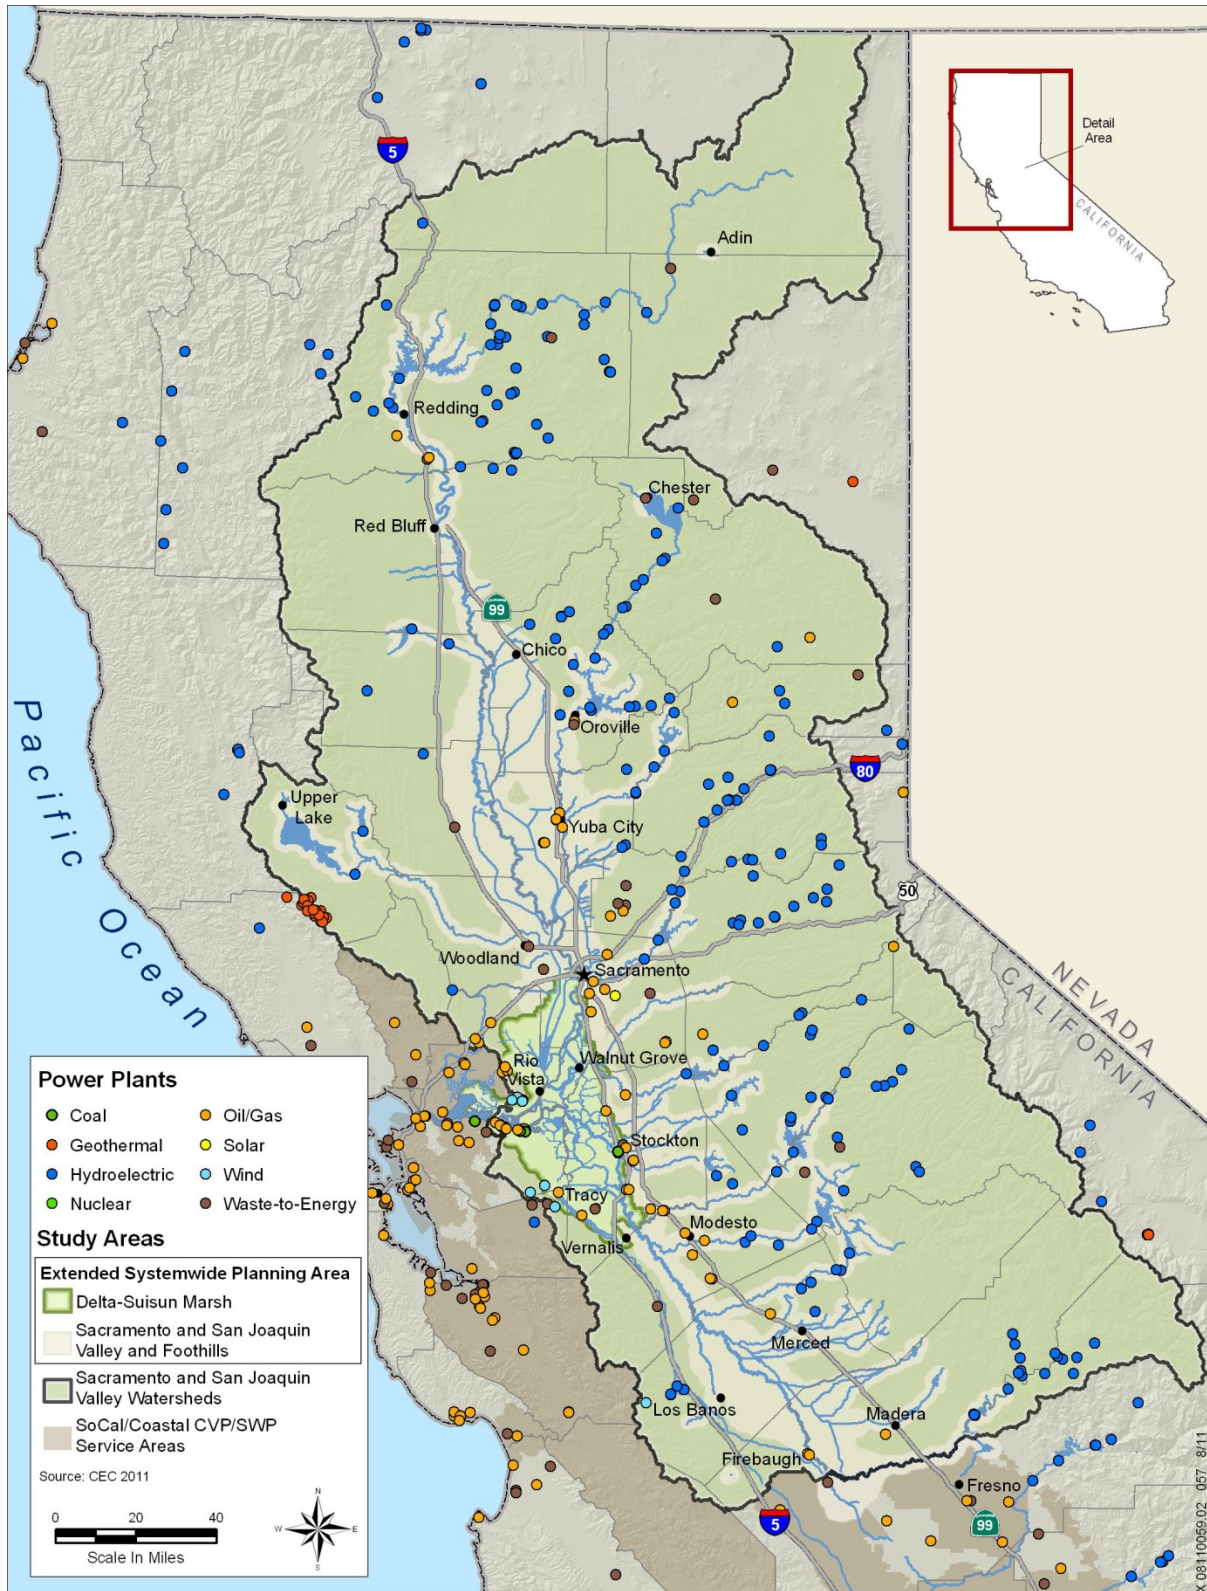 5
Detail
Area
CALIFORNIA
Adin
Redding
Chester
Red Bluff
99
Chico
Oroville
80
Upper
Lake
Yuba City
50
Woodland
Sacramento
Pacific Ocean
NEVADA
CALIFORNIA
Rio
Vista
Walnut Grove
Stockton
Tracy
Modesto
Vernalis
Merced
Los Banos
Madera
Firebaugh
Fresno
5
99
Power Plants
Coal
Oil/Gas
Geothermal
Solar
Hydroelectric
Wind
Nuclear
Waste-to-Energy
Study Areas
Extended Systemwide Planning Area
Delta-Suisun Marsh
Sacramento and San Joaquin
Valley and Foothills
Sacramento and San Joaquin
Valley Watersheds
SoCal/Coastal CVP/SWP
Service Areas
Source: CEC 2011
0 20 40
Scale In Miles
N
W
E
S
X 08110059.02 057 8/11